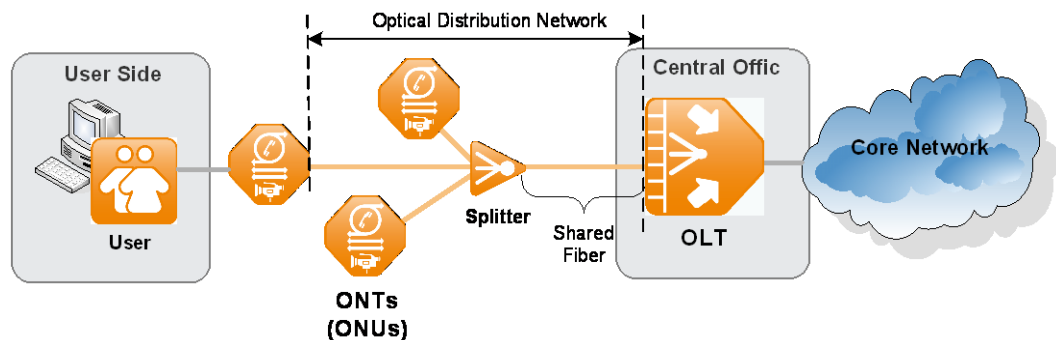 Optical Distribution Network
User Side
Central Offic
Core Network
User
Splitter
Shared
Fiber
OLT
ONTs
(ONUs)